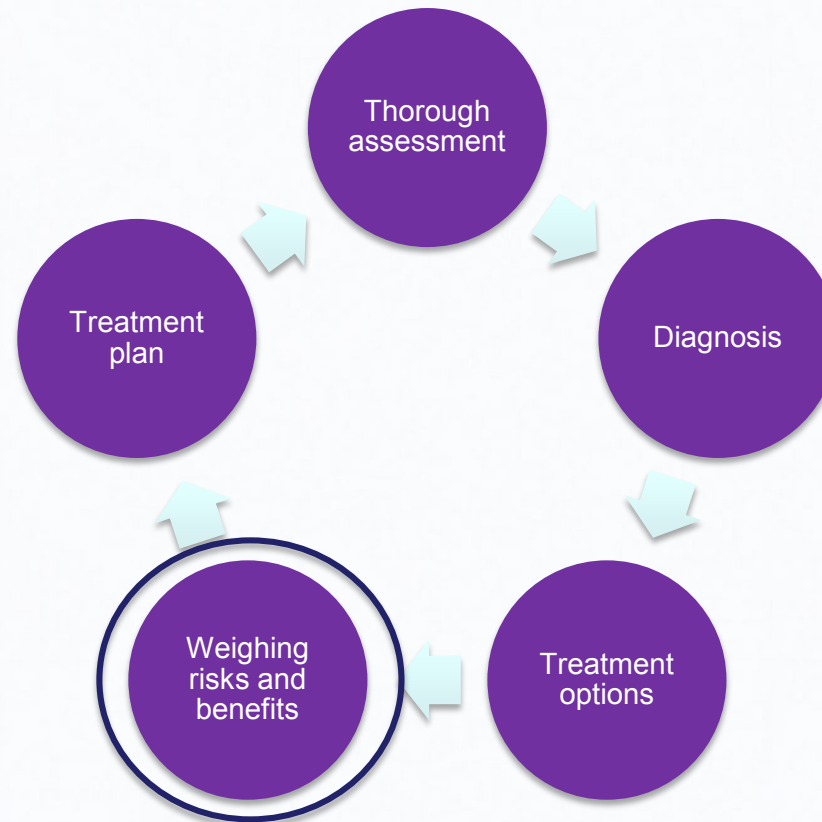 Thorough
assessment
Diagnosis
Treatment
options
Weighing
risks and
benefits
Treatment
plan